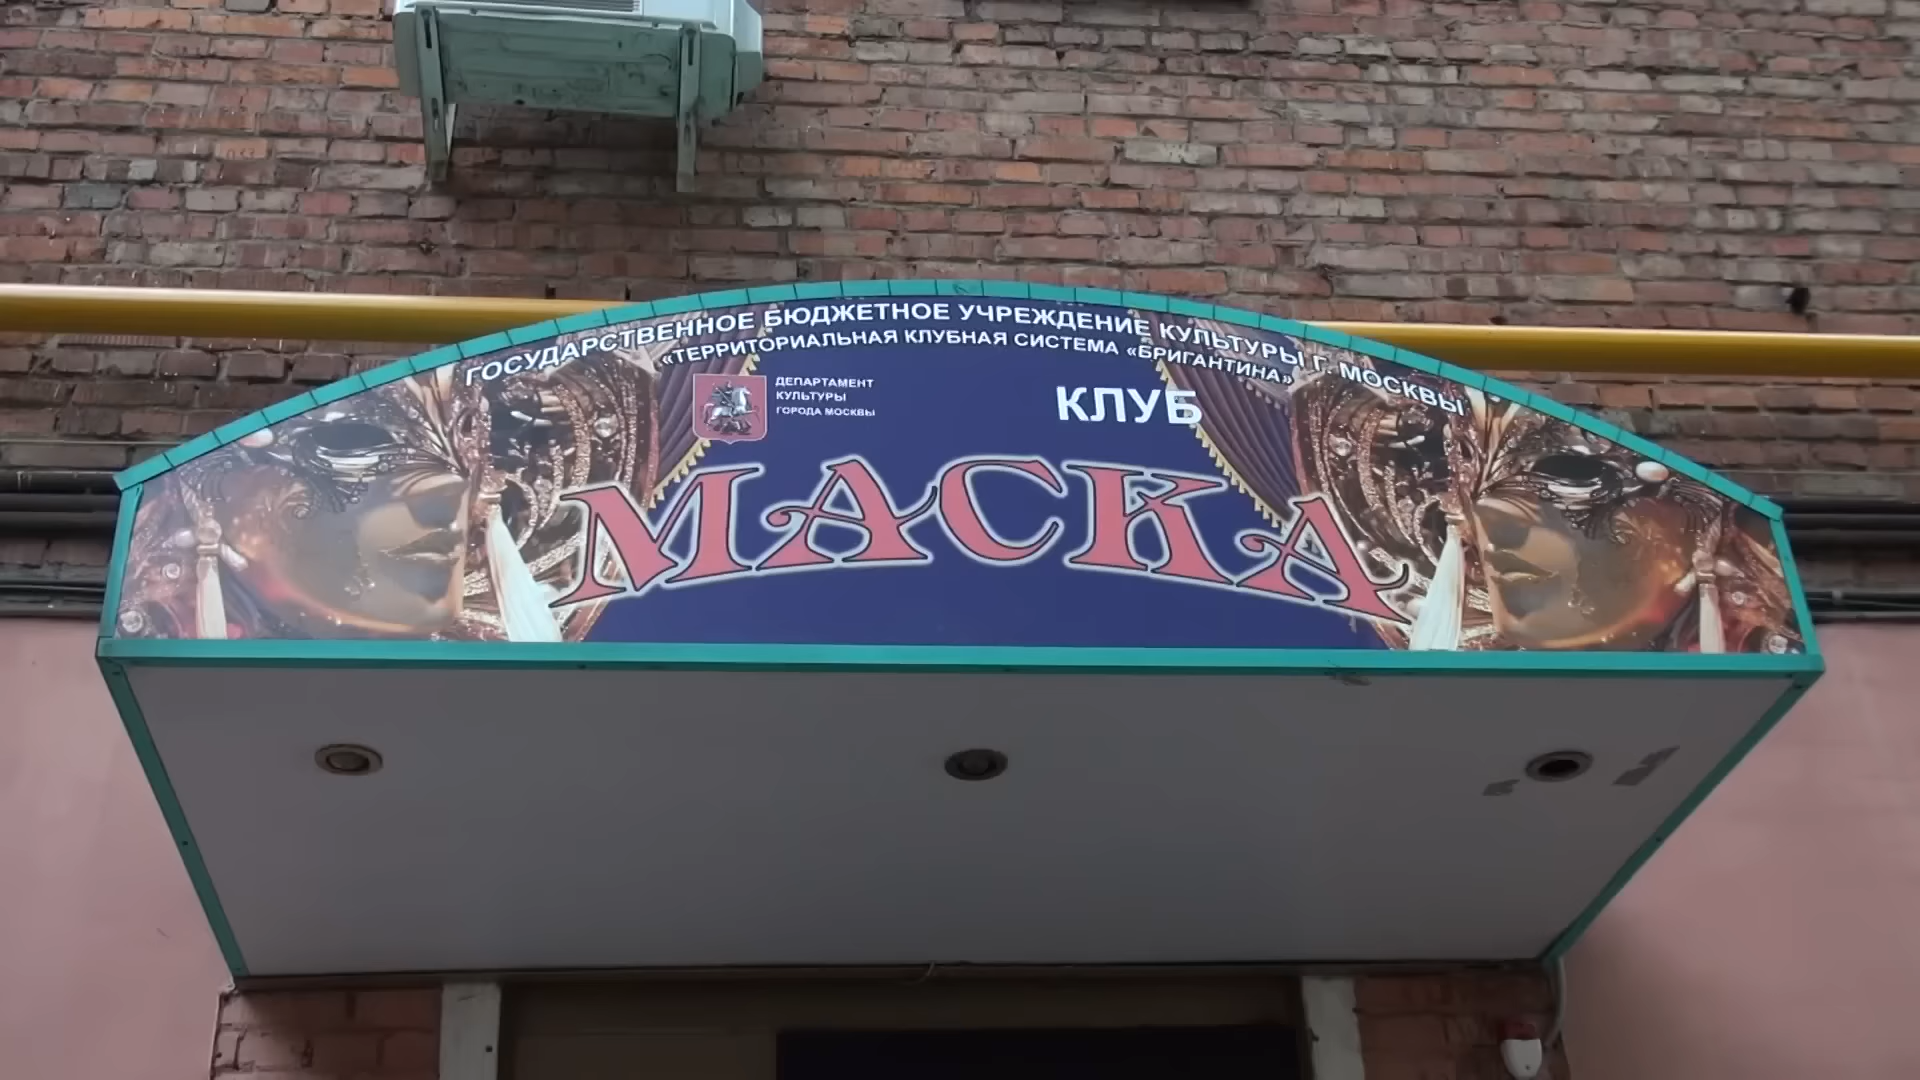 ГОСУДАРСТВЕННОЕ БЮДЖЕТНОЕ УЧРЕЖДЕНИЕ КУЛЬТУРЫ Г. МОСКВЫ
«ТЕРРИТОРИАЛЬНАЯ КЛУБНАЯ СИСТЕМА «БРИГАНТИНА»
ДЕПАРТАМЕНТ
КУЛЬТУРЫ
ГОРОДА МОСКВЫ
КЛУБ
МАСКА